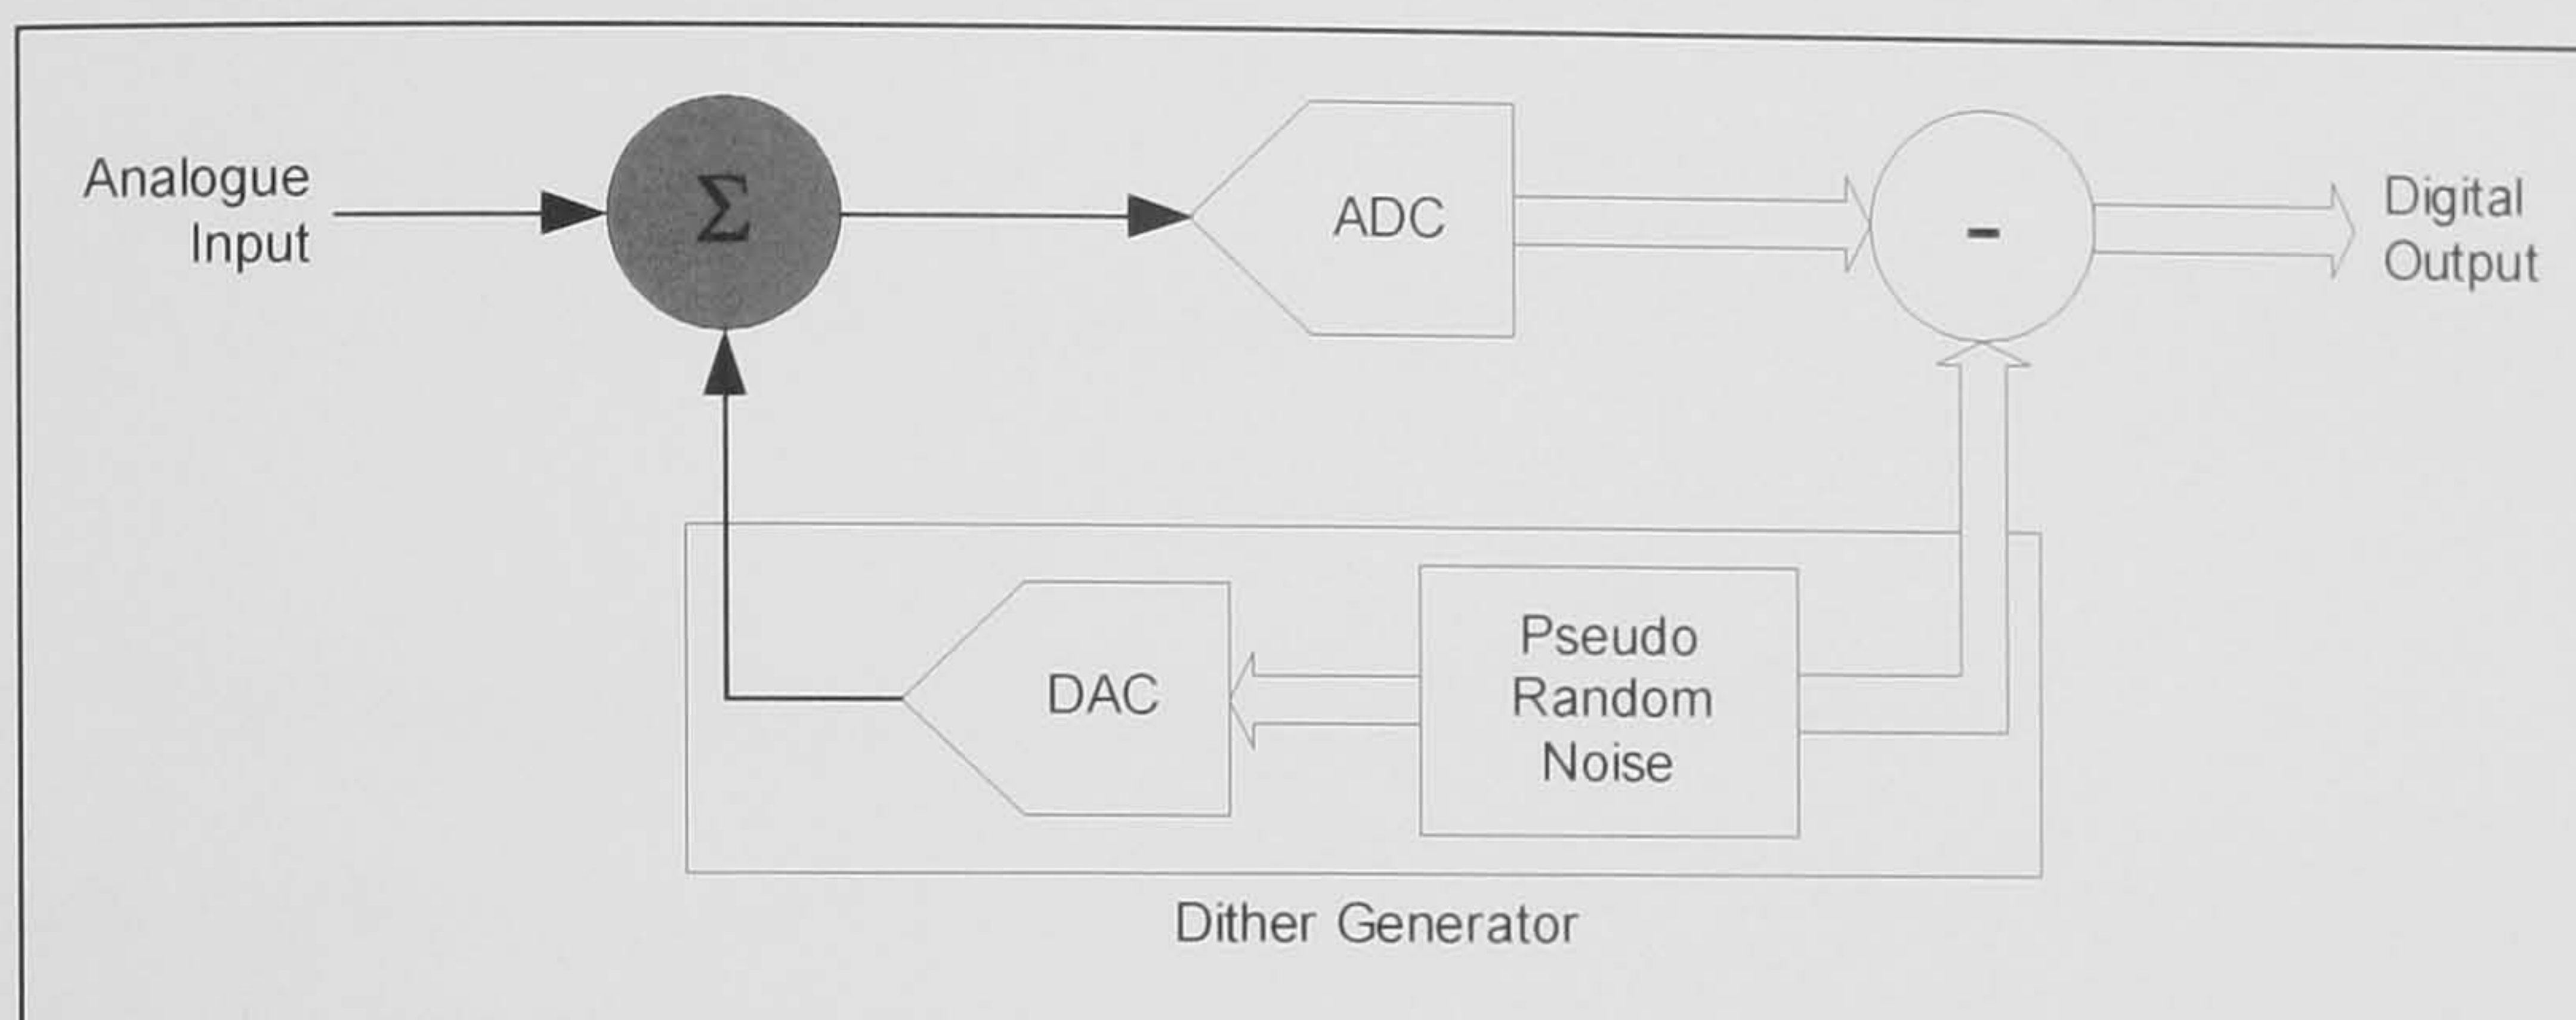 Analogue
Input
Σ
ADC
-
Digital
Output
DAC
Pseudo
Random
Noise
Dither Generator